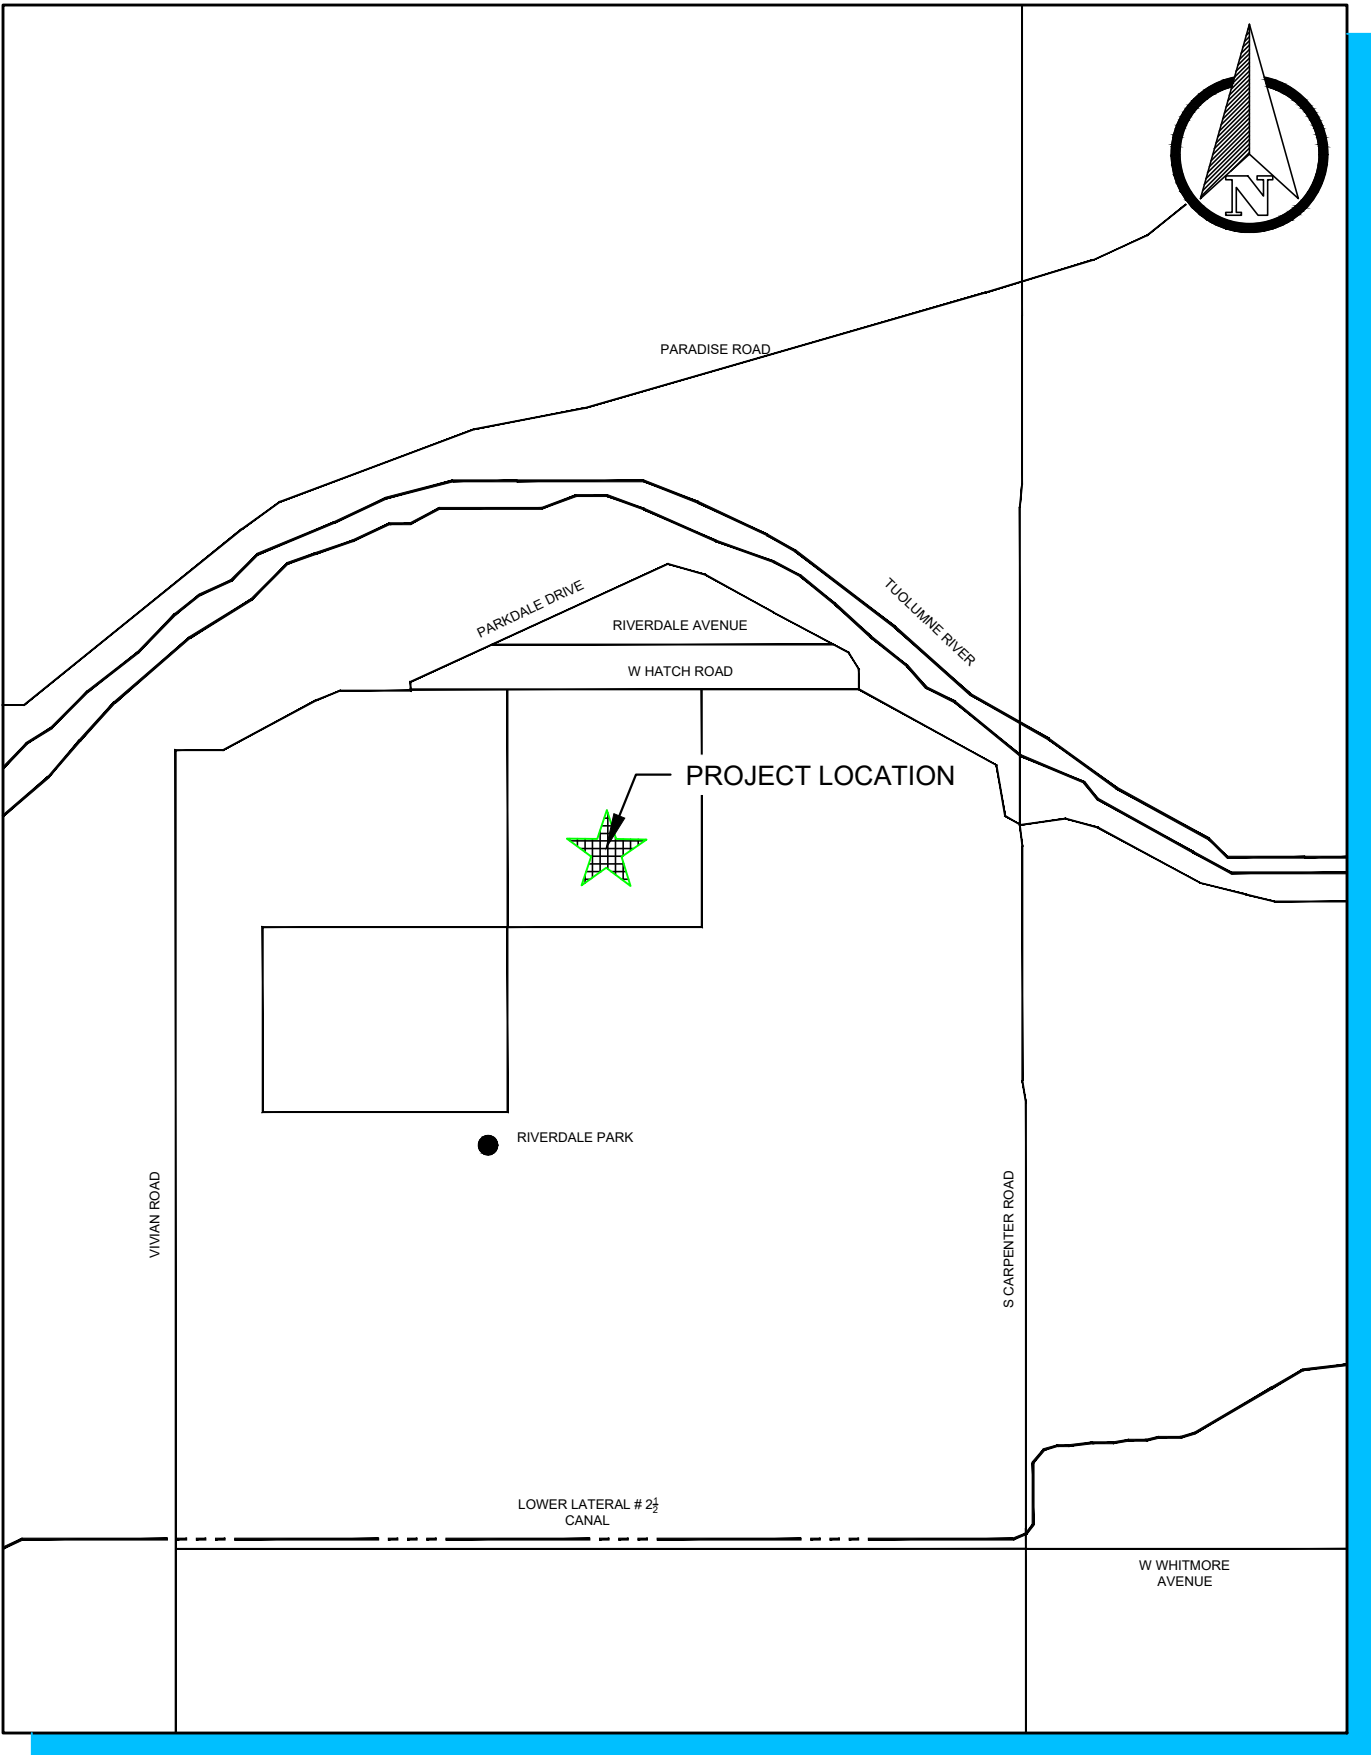 N
PARADISE ROAD
PARKDALE DRIVE
TUOLUMNE RIVER
RIVERDALE AVENUE
W HATCH ROAD
PROJECT LOCATION
RIVERDALE PARK
VIVIAN ROAD
S CARPENTER ROAD
LOWER LATERAL # 2½
CANAL
W WHITMORE
AVENUE